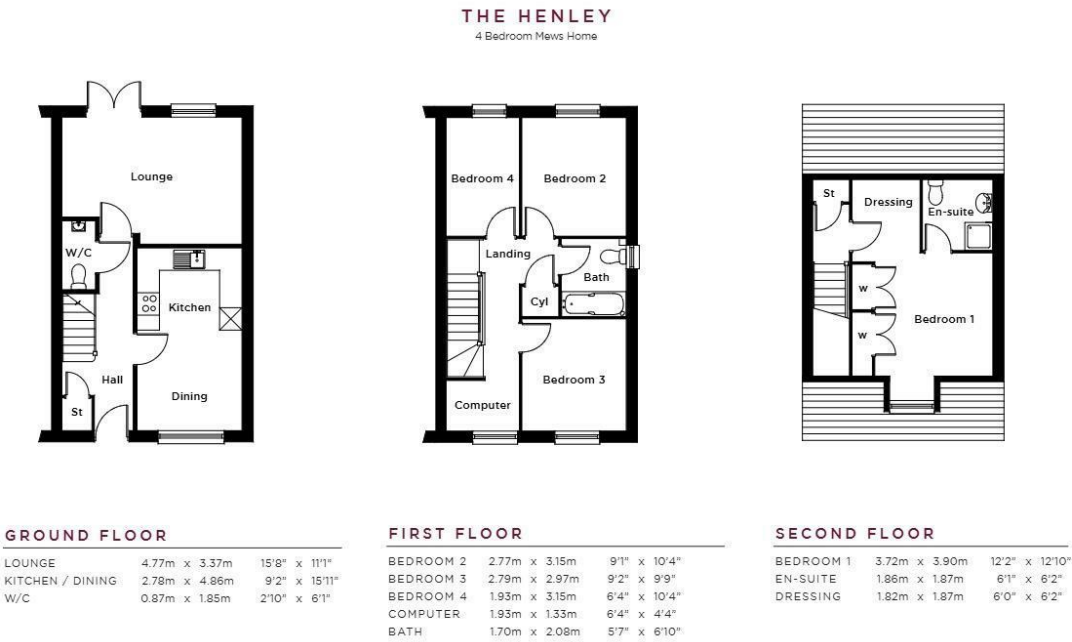 THE HENLEY
4 Bedroom Mews Home
Lounge
W/C
Kitchen
Hall
Dining
St
Bedroom 4
Bedroom 2
Landing
Bath
Cyl
Bedroom 3
Computer
St
Dressing
En-suite
W
Bedroom 1
W
GROUND FLOOR
LOUNGE 4.77m x 3.37m 15'8" x 11'1"
KITCHEN / DINING 2.78m x 4.86m 9'2" x 15'11"
W/C 0.87m x 1.85m 2'10" x 6'1"
FIRST FLOOR
BEDROOM 2 2.77m x 3.15m 9'1" x 10'4"
BEDROOM 3 2.79m x 2.97m 9'2" x 9'9"
BEDROOM 4 1.93m x 3.15m 6'4" x 10'4"
COMPUTER 1.93m x 1.33m 6'4" x 4'4"
BATH 1.70m x 2.08m 5'7" x 6'10"
SECOND FLOOR
BEDROOM 1 3.72m x 3.90m 12'2" x 12'10"
EN-SUITE 1.86m x 1.87m 6'1" x 6'2"
DRESSING 1.82m x 1.87m 6'0" x 6'2"